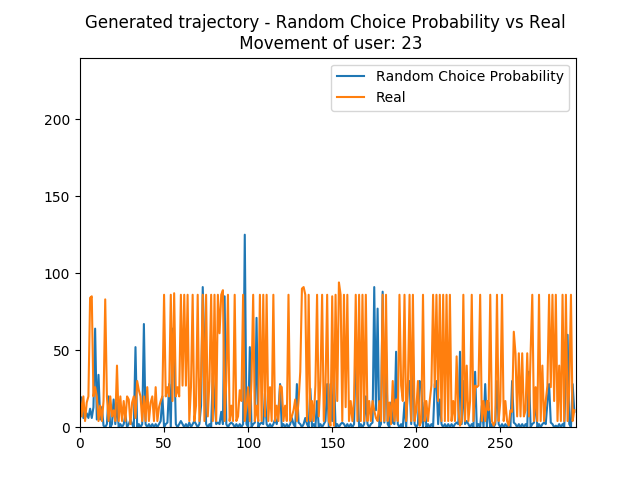 Generated trajectory - Random Choice Probability vs Real
Movement of user: 23
Random Choice Probability
Real
200
150
100
50
0
0 50 100 150 200 250